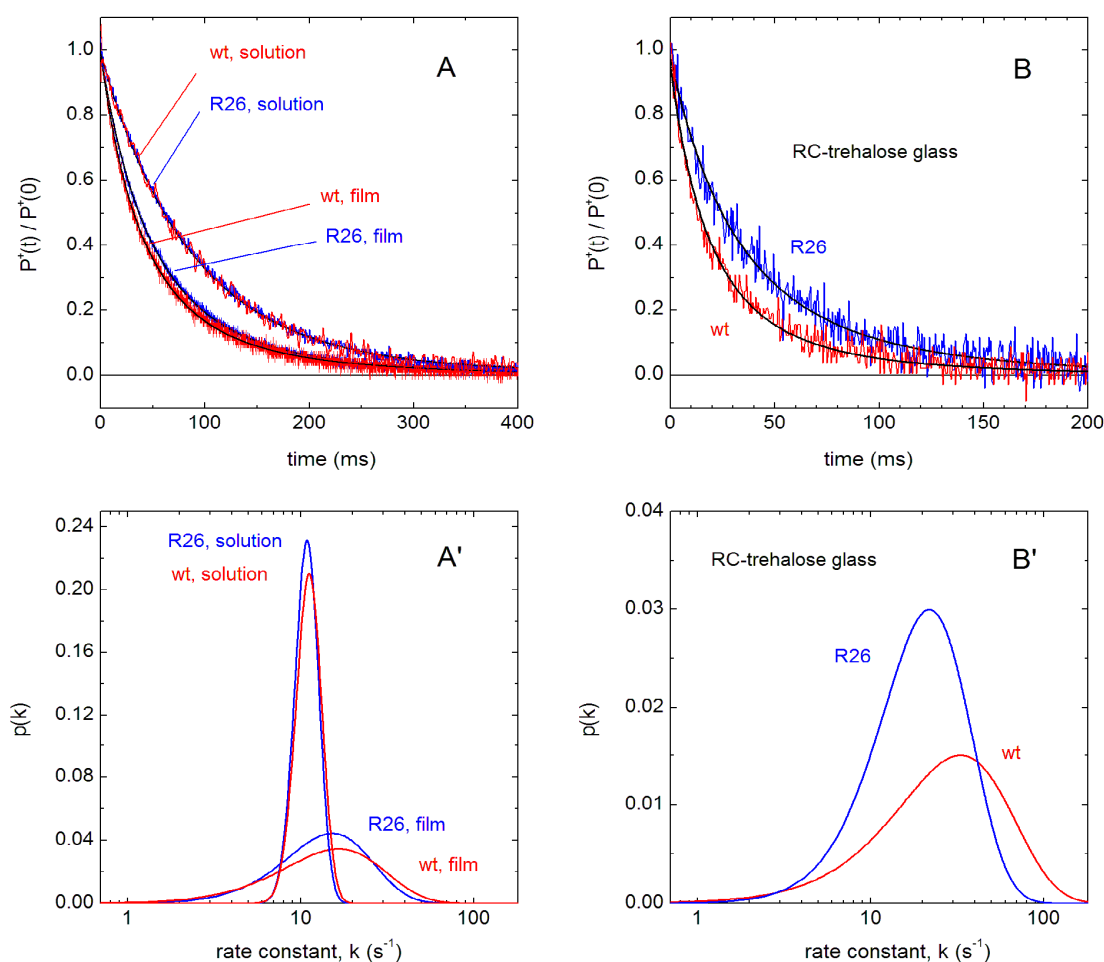 A
wt, solution
R26, solution
wt, film
R26, film
P⁺(t) / P⁺(0)
1.0
0.8
0.6
0.4
0.2
0.0
0
100
200
300
400
time (ms)
B
RC-trehalose glass
R26
wt
P⁺(t) / P⁺(0)
1.0
0.8
0.6
0.4
0.2
0.0
0
50
100
150
200
time (ms)
A'
R26, solution
wt, solution
R26, film
wt, film
p(k)
0.24
0.20
0.16
0.12
0.08
0.04
0.00
1
10
100
rate constant, k (s⁻¹)
B'
RC-trehalose glass
R26
wt
p(k)
0.04
0.03
0.02
0.01
0.00
1
10
100
rate constant, k (s⁻¹)